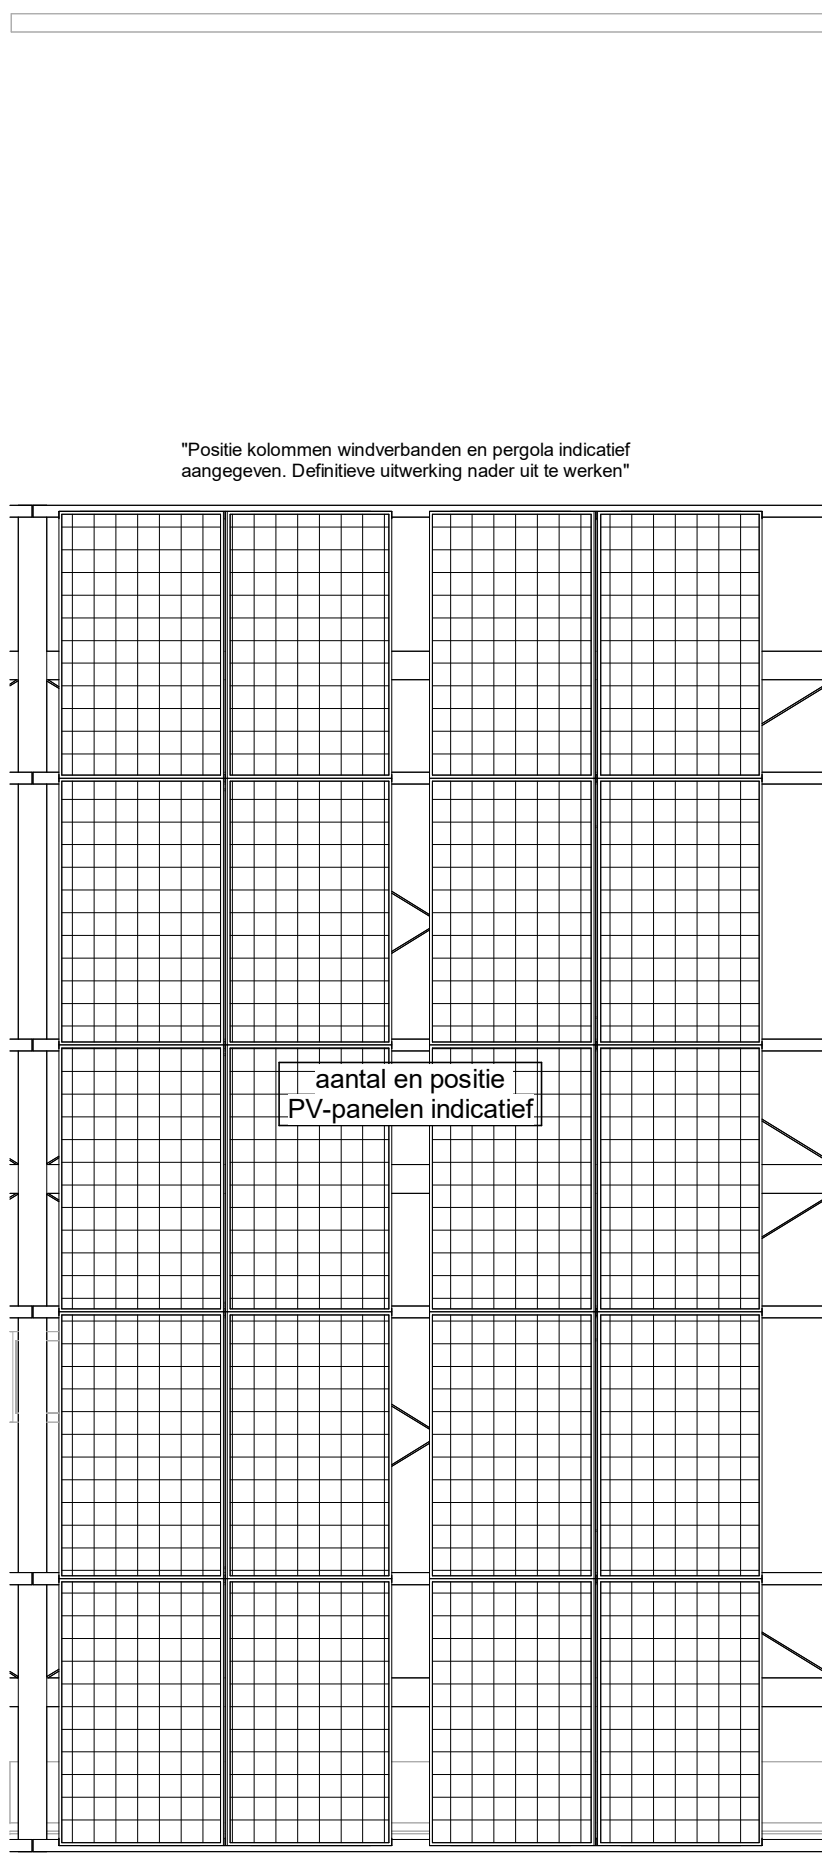 "Positie kolommen windverbanden en pergola indicatief
aangegeven. Definitieve uitwerking nader uit te werken"
aantal en positie
PV-panelen indicatief